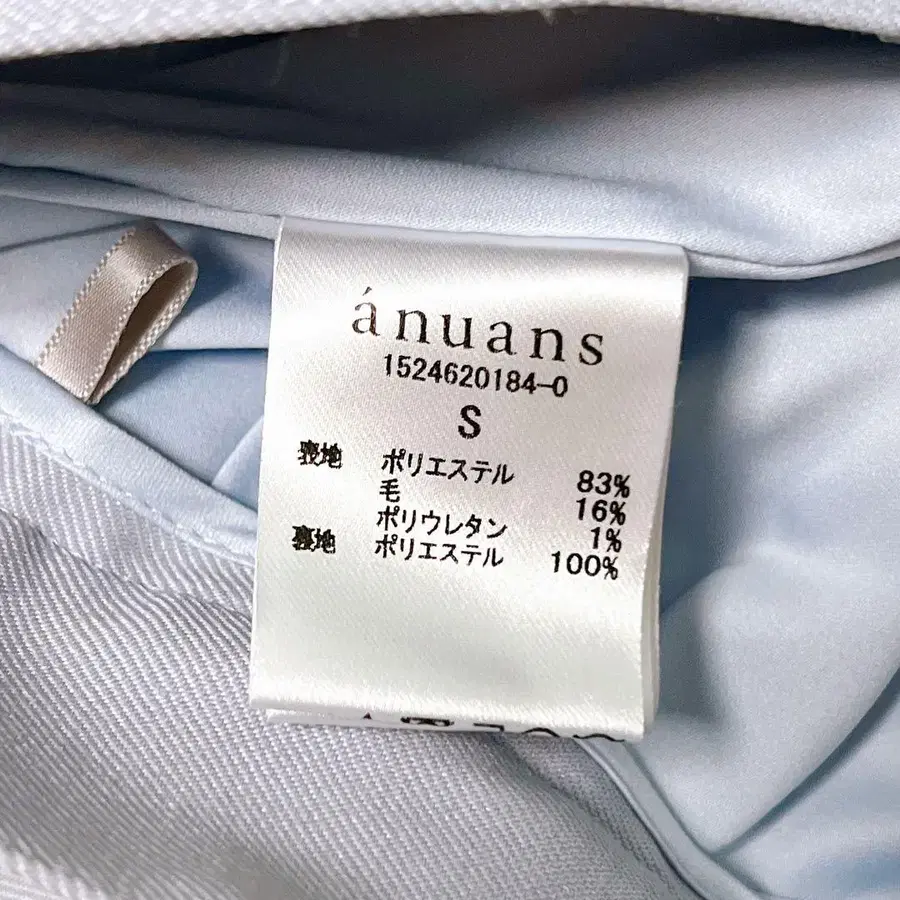 ánuans
1524620184-0
S
表地 ポリエステル 83%
毛 16%
ポリウレタン 1%
裏地 ポリエステル 100%